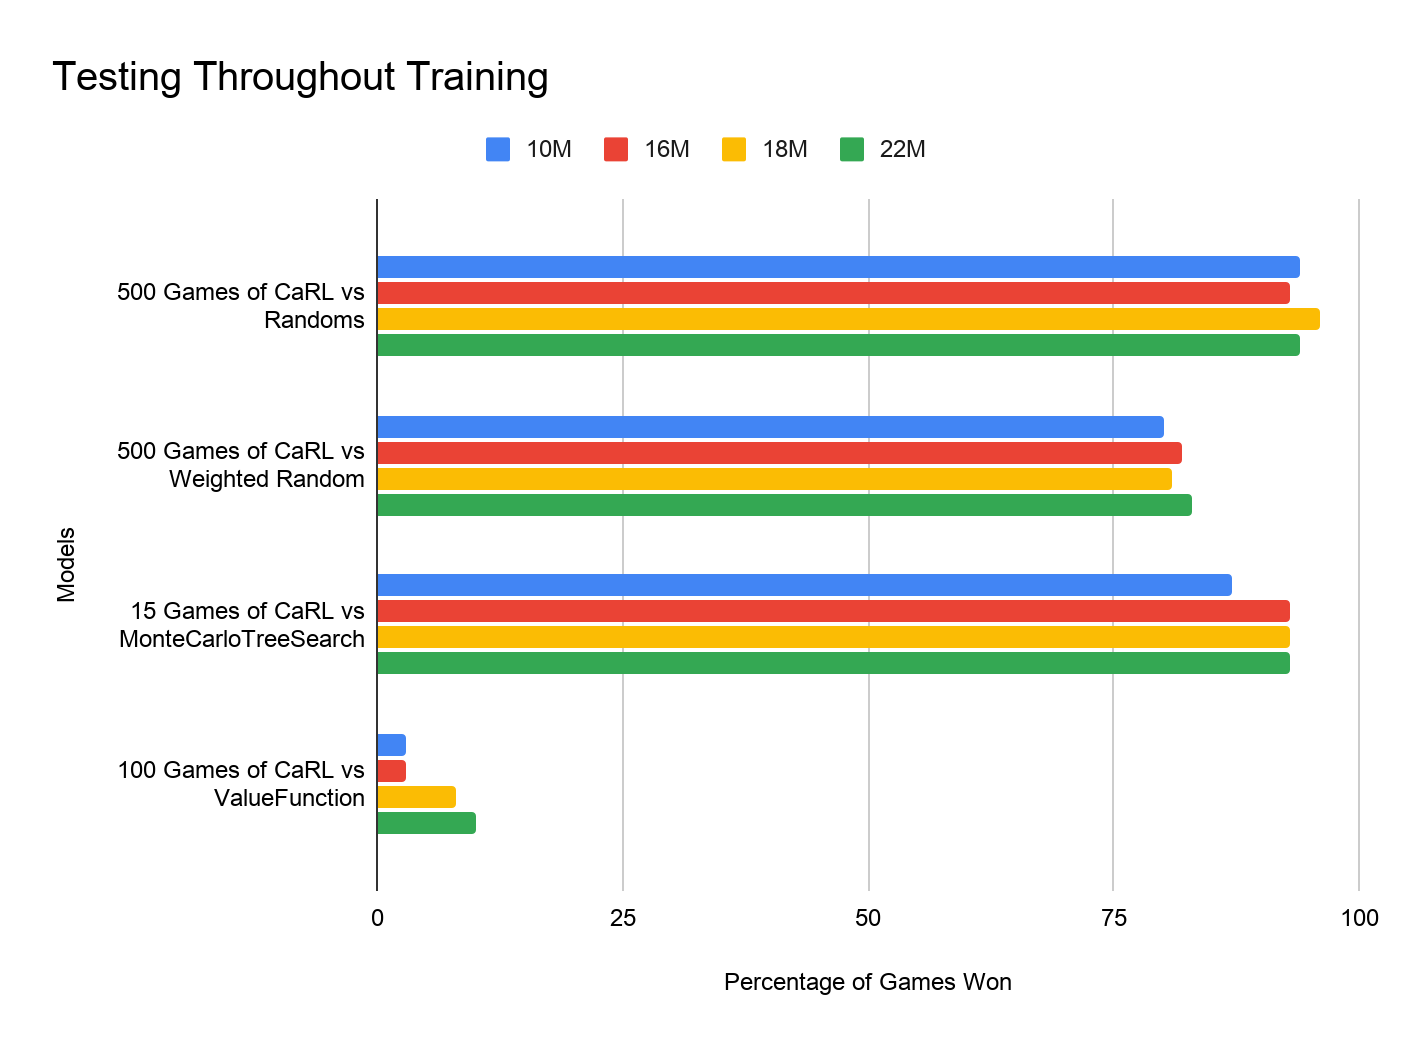 Testing Throughout Training
10M
16M
18M
22M
500 Games of CaRL vs
Randoms
500 Games of CaRL vs
Weighted Random
15 Games of CaRL vs
MonteCarloTreeSearch
100 Games of CaRL vs
ValueFunction
Models
0
25
50
75
100
Percentage of Games Won